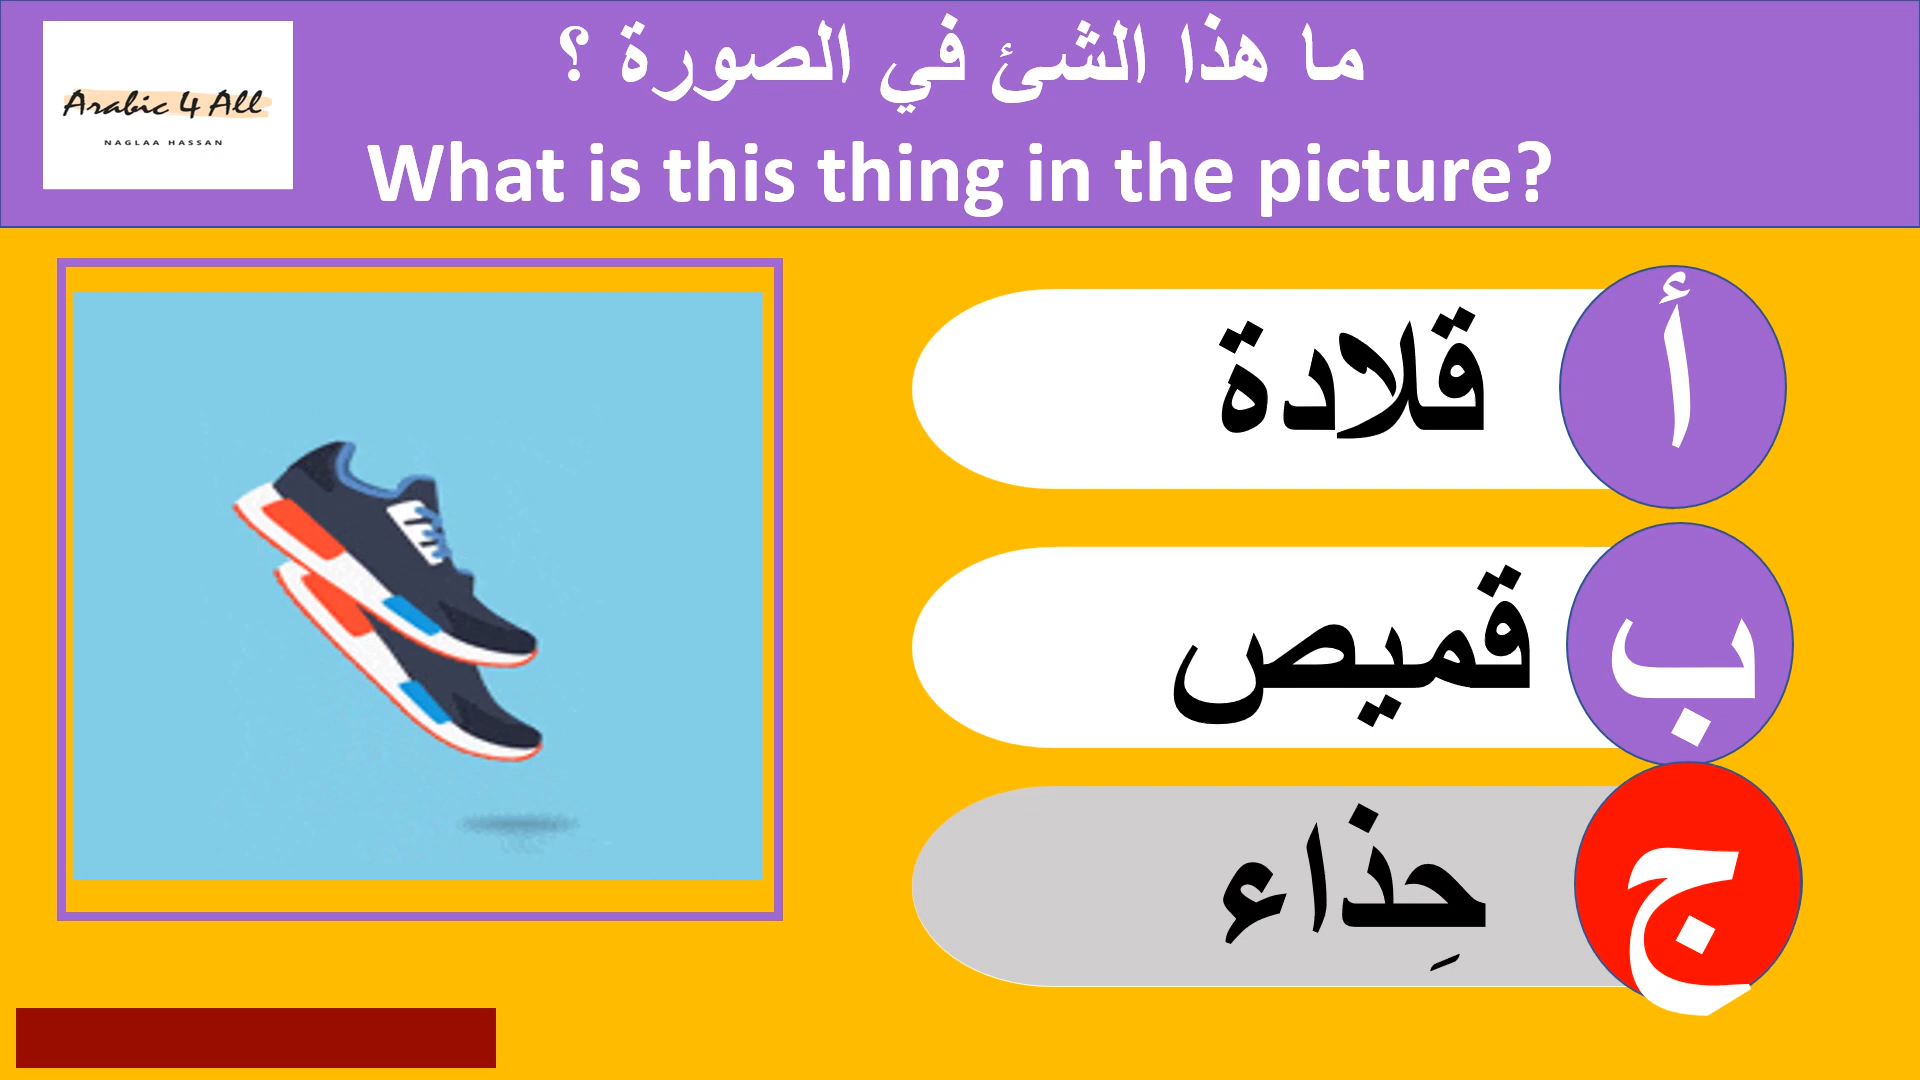 ما هذا الشئ في الصورة ؟
What is this thing in the picture?
Arabic 4 All
NAGLAA HASSAN
أ
قلادة
ب
قميص
ج
حِذاء